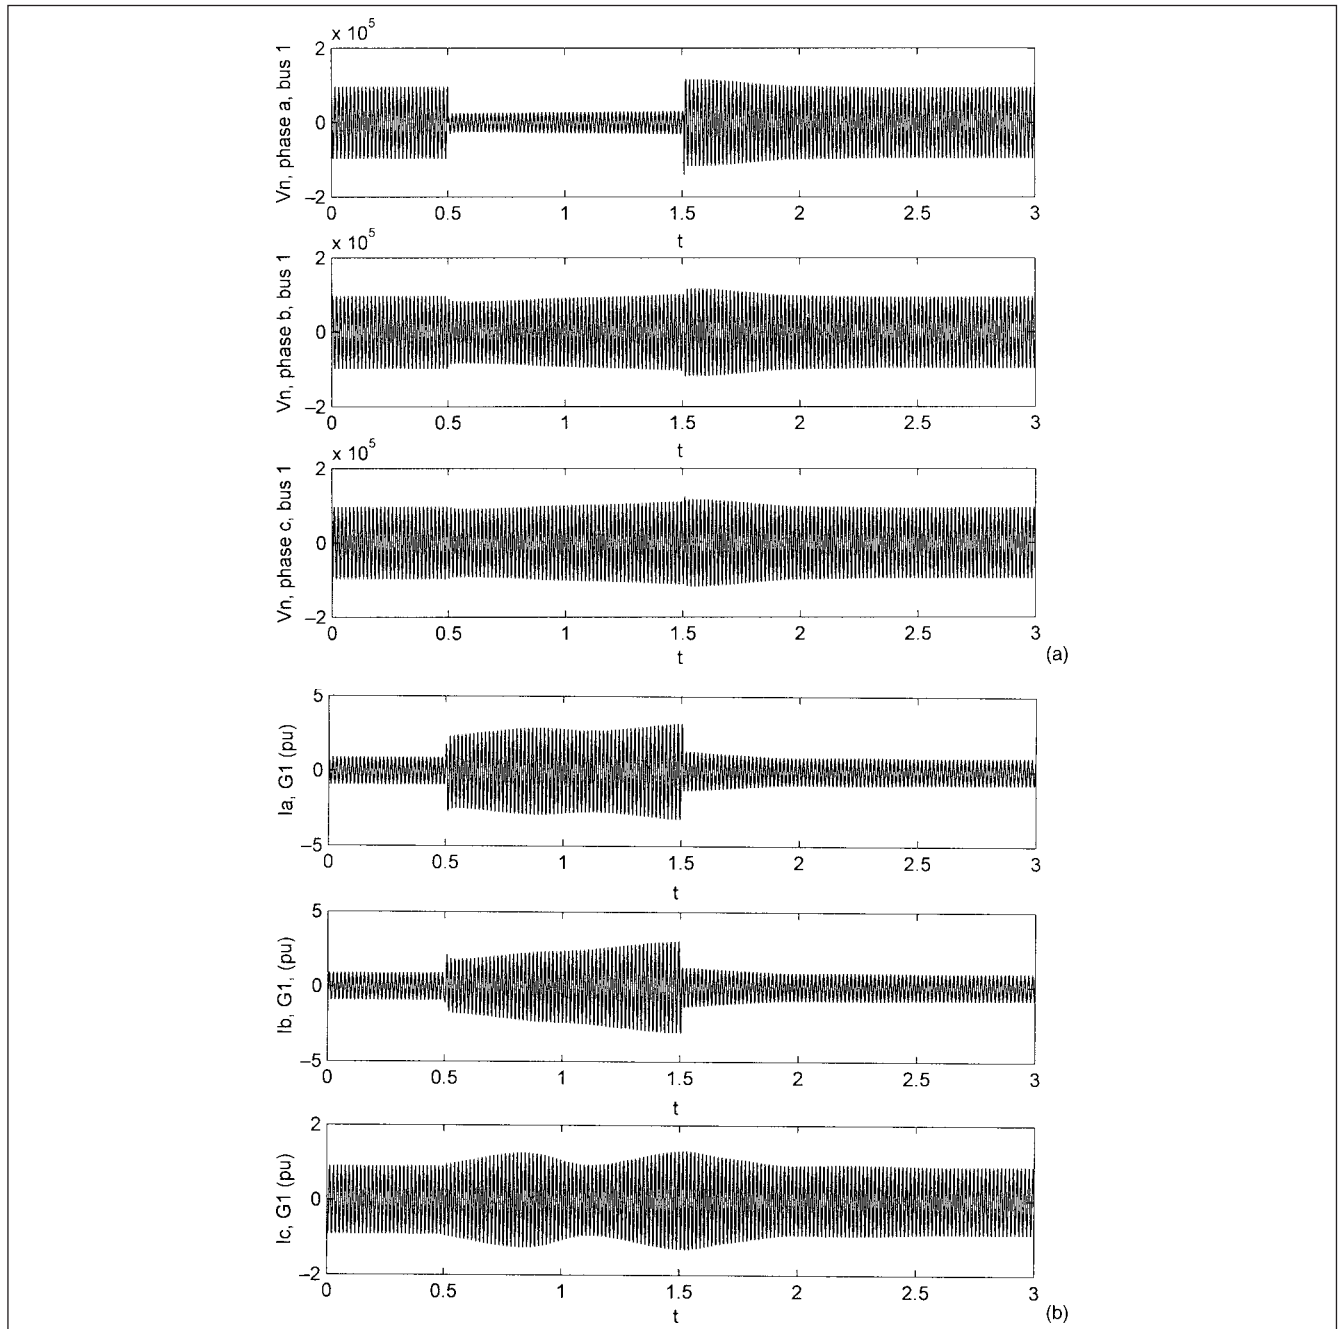 x 10^5
Vn, phase a, bus 1
2
0
–2
0 0.5 1 1.5 2 2.5 3
t
x 10^5
Vn, phase b, bus 1
2
0
–2
0 0.5 1 1.5 2 2.5 3
t
x 10^5
Vn, phase c, bus 1
2
0
–2
0 0.5 1 1.5 2 2.5 3
t
(a)
Ia, G1 (pu)
5
0
–5
0 0.5 1 1.5 2 2.5 3
t
Ib, G1, (pu)
5
0
–5
0 0.5 1 1.5 2 2.5 3
t
Ic, G1 (pu)
2
0
–2
0 0.5 1 1.5 2 2.5 3
t
(b)